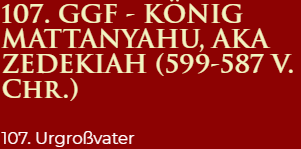 107. GGF - KÖNIG
MATTANYAHU, AKA
ZEDEKIAH (599-587 V.
CHR.)
107. Urgroßvater